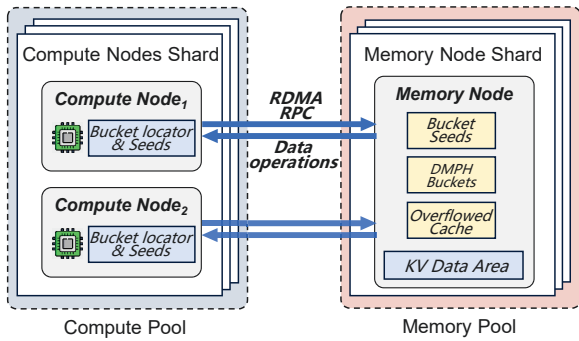 Compute Nodes Shard
Compute Node1
Bucket locator
& Seeds
Compute Node2
Bucket locator
& Seeds
Compute Pool
RDMA
RPC
Data
operations
Memory Node Shard
Memory Node
Bucket
Seeds
DMPH
Buckets
Overflowed
Cache
KV Data Area
Memory Pool